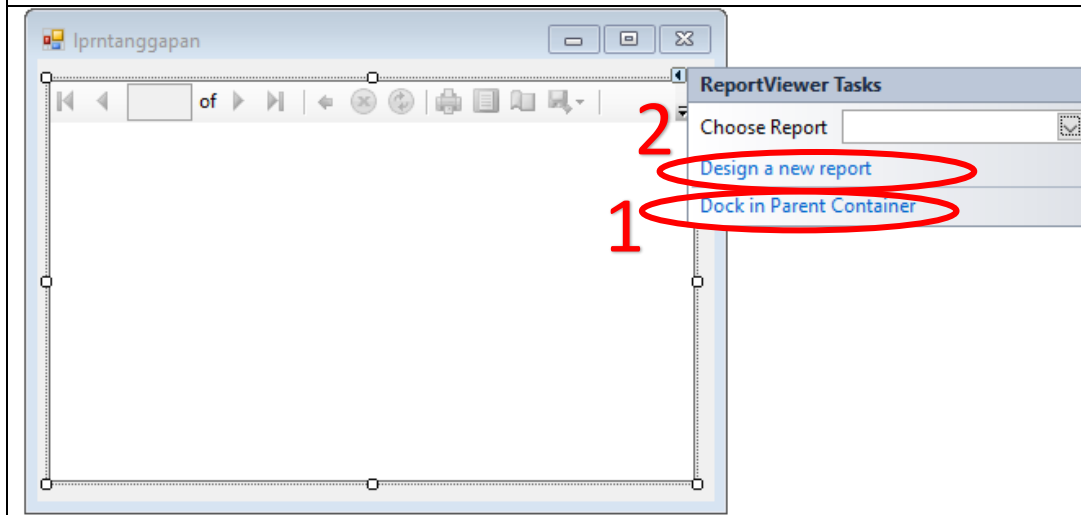 lprntanggapan
of
ReportViewer Tasks
2
Choose Report
Design a new report
1
Dock in Parent Container